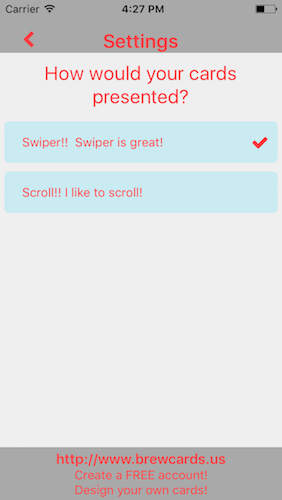 Carrier 4:27 PM
Settings
How would your cards
presented?
Swiper!! Swiper is great!
Scroll!! I like to scroll!
http://www.brewcards.us
Create a FREE account!
Design your own cards!